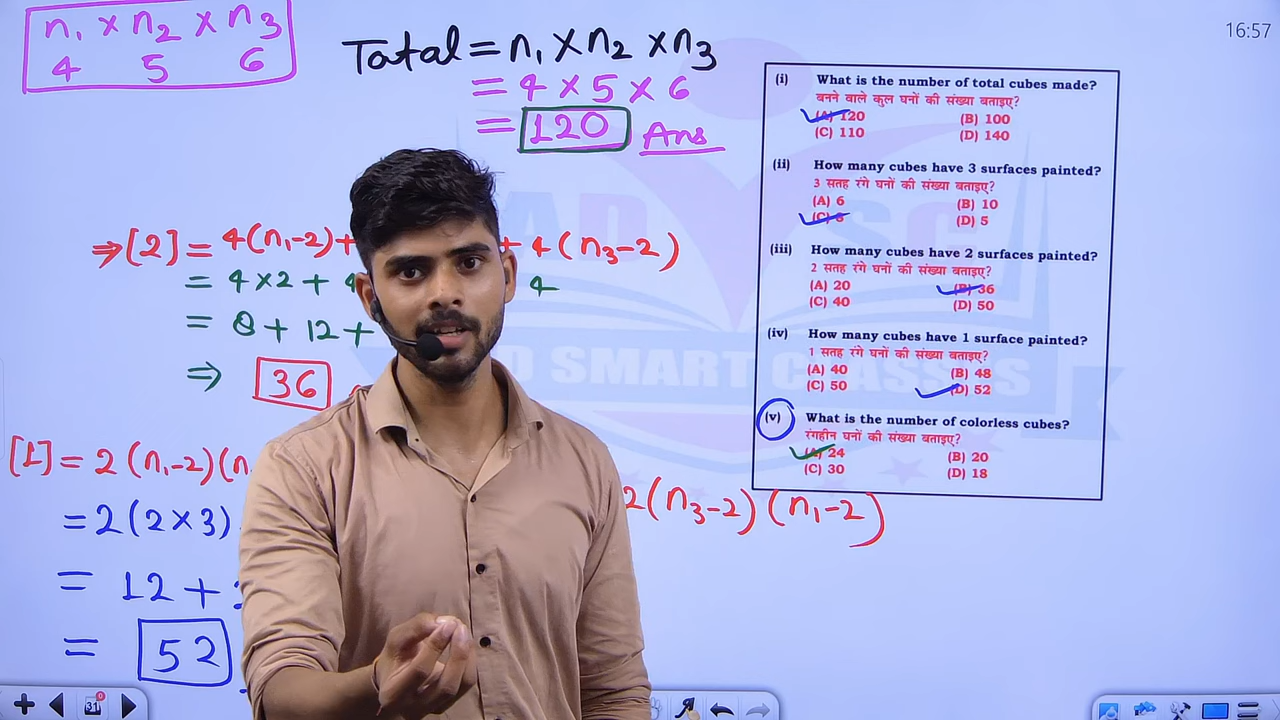 n₁ × n₂ × n₃
4 5 6
Tatal = n₁ × n₂ × n₃
= 4 × 5 × 6
= 120 Ans
⇒ [2] = 4(n₁-2)+ + 4(n₃-2)
= 4×2 + 4 4
= 8 + 12 +
⇒ 36
[1] = 2(n₁-2)(n 2(n₃-2)(n₁-2)
= 2(2×3)
= 12 +
= 52
16:57
(i) What is the number of total cubes made?
बनने वाले कुल घनों की संख्या बताइए?
(A) 120 (B) 100
(C) 110 (D) 140
(ii) How many cubes have 3 surfaces painted?
3 सतह रंगे घनों की संख्या बताइए?
(A) 6 (B) 10
(C) 8 (D) 5
(iii) How many cubes have 2 surfaces painted?
2 सतह रंगे घनों की संख्या बताइए?
(A) 20 (B) 36
(C) 40 (D) 50
(iv) How many cubes have 1 surface painted?
1 सतह रंगे घनों की संख्या बताइए?
(A) 40 (B) 48
(C) 50 (D) 52
(v) What is the number of colorless cubes?
रंगहीन घनों की संख्या बताइए?
(A) 24 (B) 20
(C) 30 (D) 18
SMART CLASSES
31